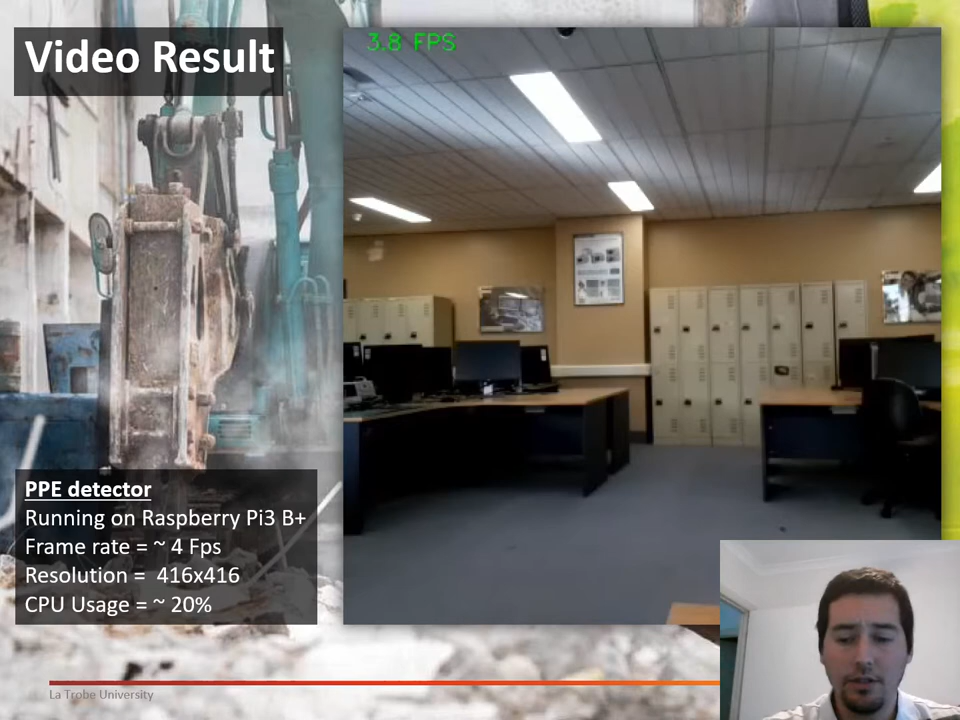 Video Result
3.8 FPS
PPE detector
Running on Raspberry Pi3 B+
Frame rate = ~ 4 Fps
Resolution =  416x416
CPU Usage = ~ 20%
La Trobe University